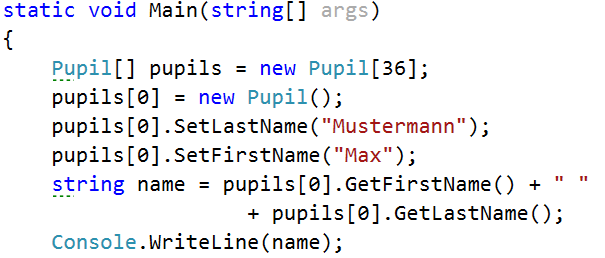 static void Main(string[] args)
{
    Pupil[] pupils = new Pupil[36];
    pupils[0] = new Pupil();
    pupils[0].SetLastName("Mustermann");
    pupils[0].SetFirstName("Max");
    string name = pupils[0].GetFirstName() + " "
                  + pupils[0].GetLastName();
    Console.WriteLine(name);